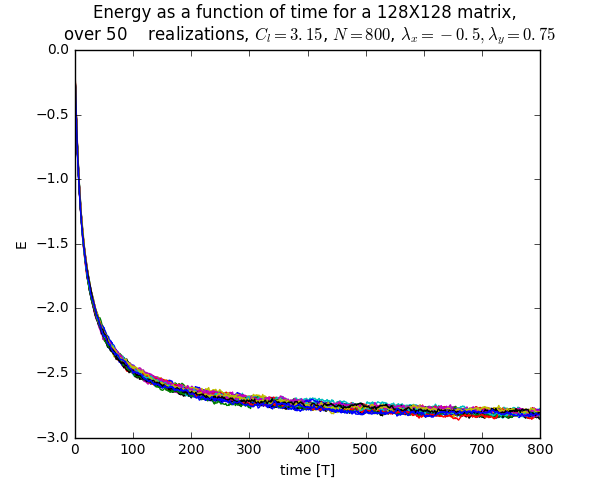 Energy as a function of time for a 128X128 matrix,
over 50    realizations, $C_l = 3.15$, $N = 800$, $\lambda_x = -0.5, \lambda_y = 0.75$
0.0
−0.5
−1.0
−1.5
−2.0
−2.5
−3.0
E
0 100 200 300 400 500 600 700 800
time [T]